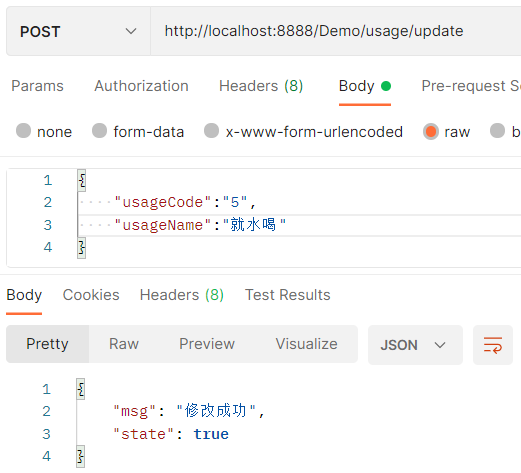 POST http://localhost:8888/Demo/usage/update
Params Authorization Headers (8) Body Pre-request S
none form-data x-www-form-urlencoded raw b
1 {
2 "usageCode":"5",
3 "usageName":"就水喝"
4 }
Body Cookies Headers (8) Test Results
Pretty Raw Preview Visualize JSON
1 {
2 "msg": "修改成功",
3 "state": true
4 }